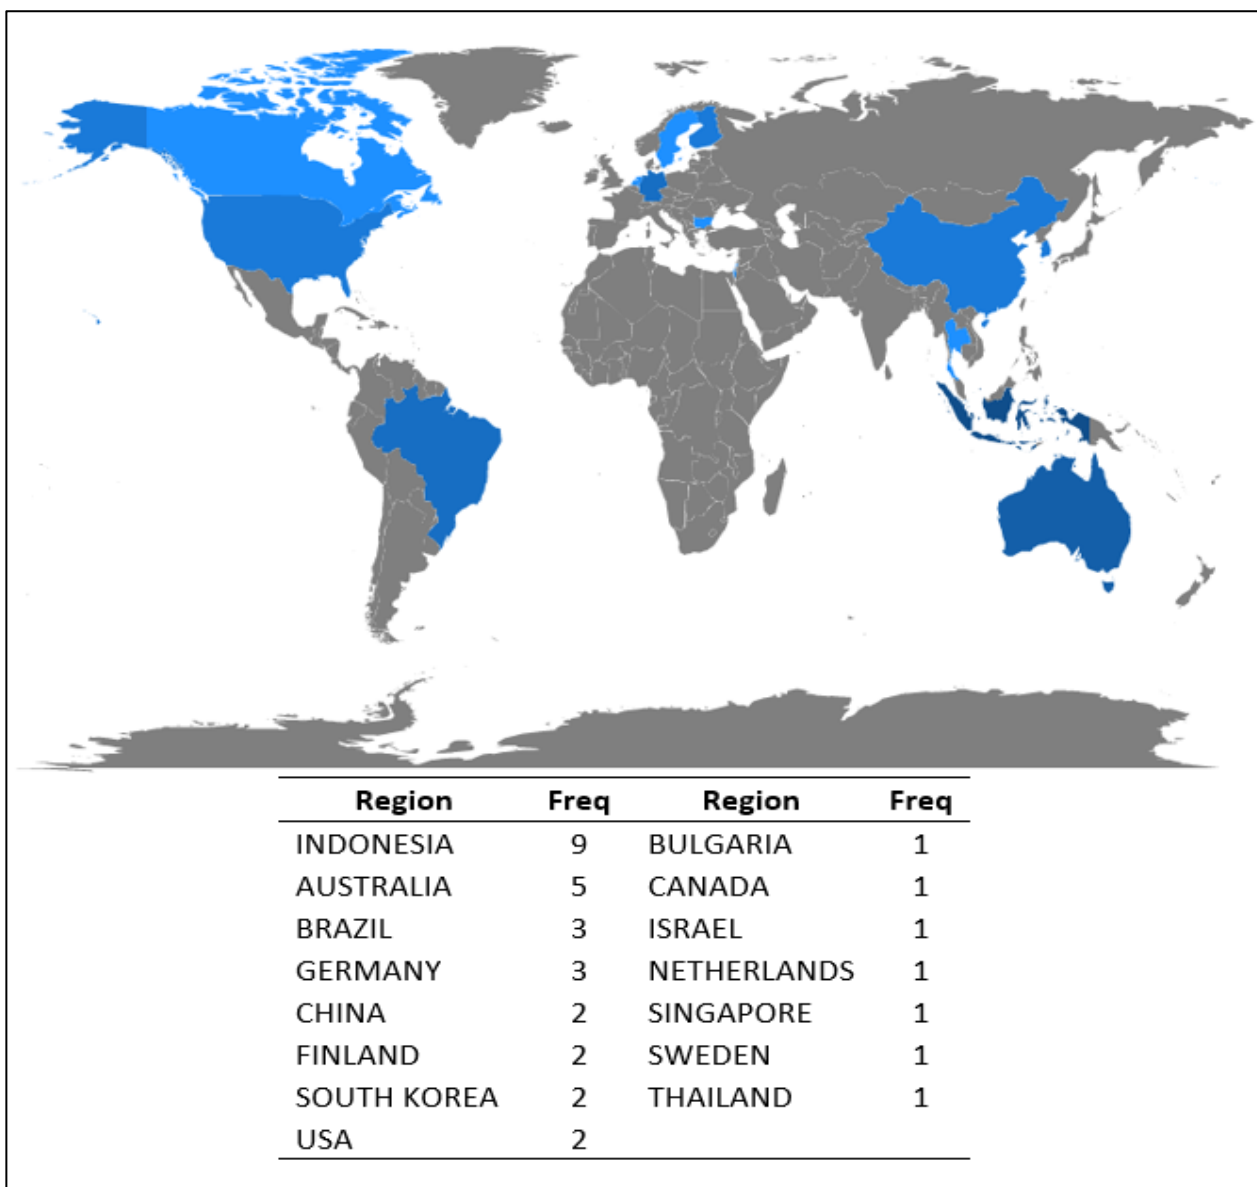 Region Freq Region Freq
INDONESIA 9 BULGARIA 1
AUSTRALIA 5 CANADA 1
BRAZIL 3 ISRAEL 1
GERMANY 3 NETHERLANDS 1
CHINA 2 SINGAPORE 1
FINLAND 2 SWEDEN 1
SOUTH KOREA 2 THAILAND 1
USA 2